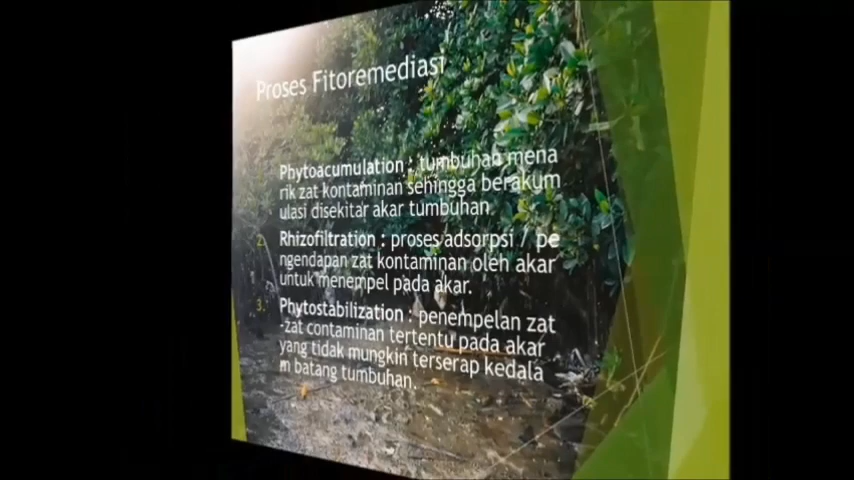 Proses Fitoremediasi
Phytoacumulation : tumbuhan mena
rik zat kontaminan sehingga berakum
ulasi disekitar akar tumbuhan.
Rhizofiltration : proses adsorpsi / pe
ngendapan zat kontaminan oleh akar
untuk menempel pada akar.
Phytostabilization : penempelan zat
-zat contaminan tertentu pada akar
yang tidak mungkin terserap kedala
m batang tumbuhan.
3